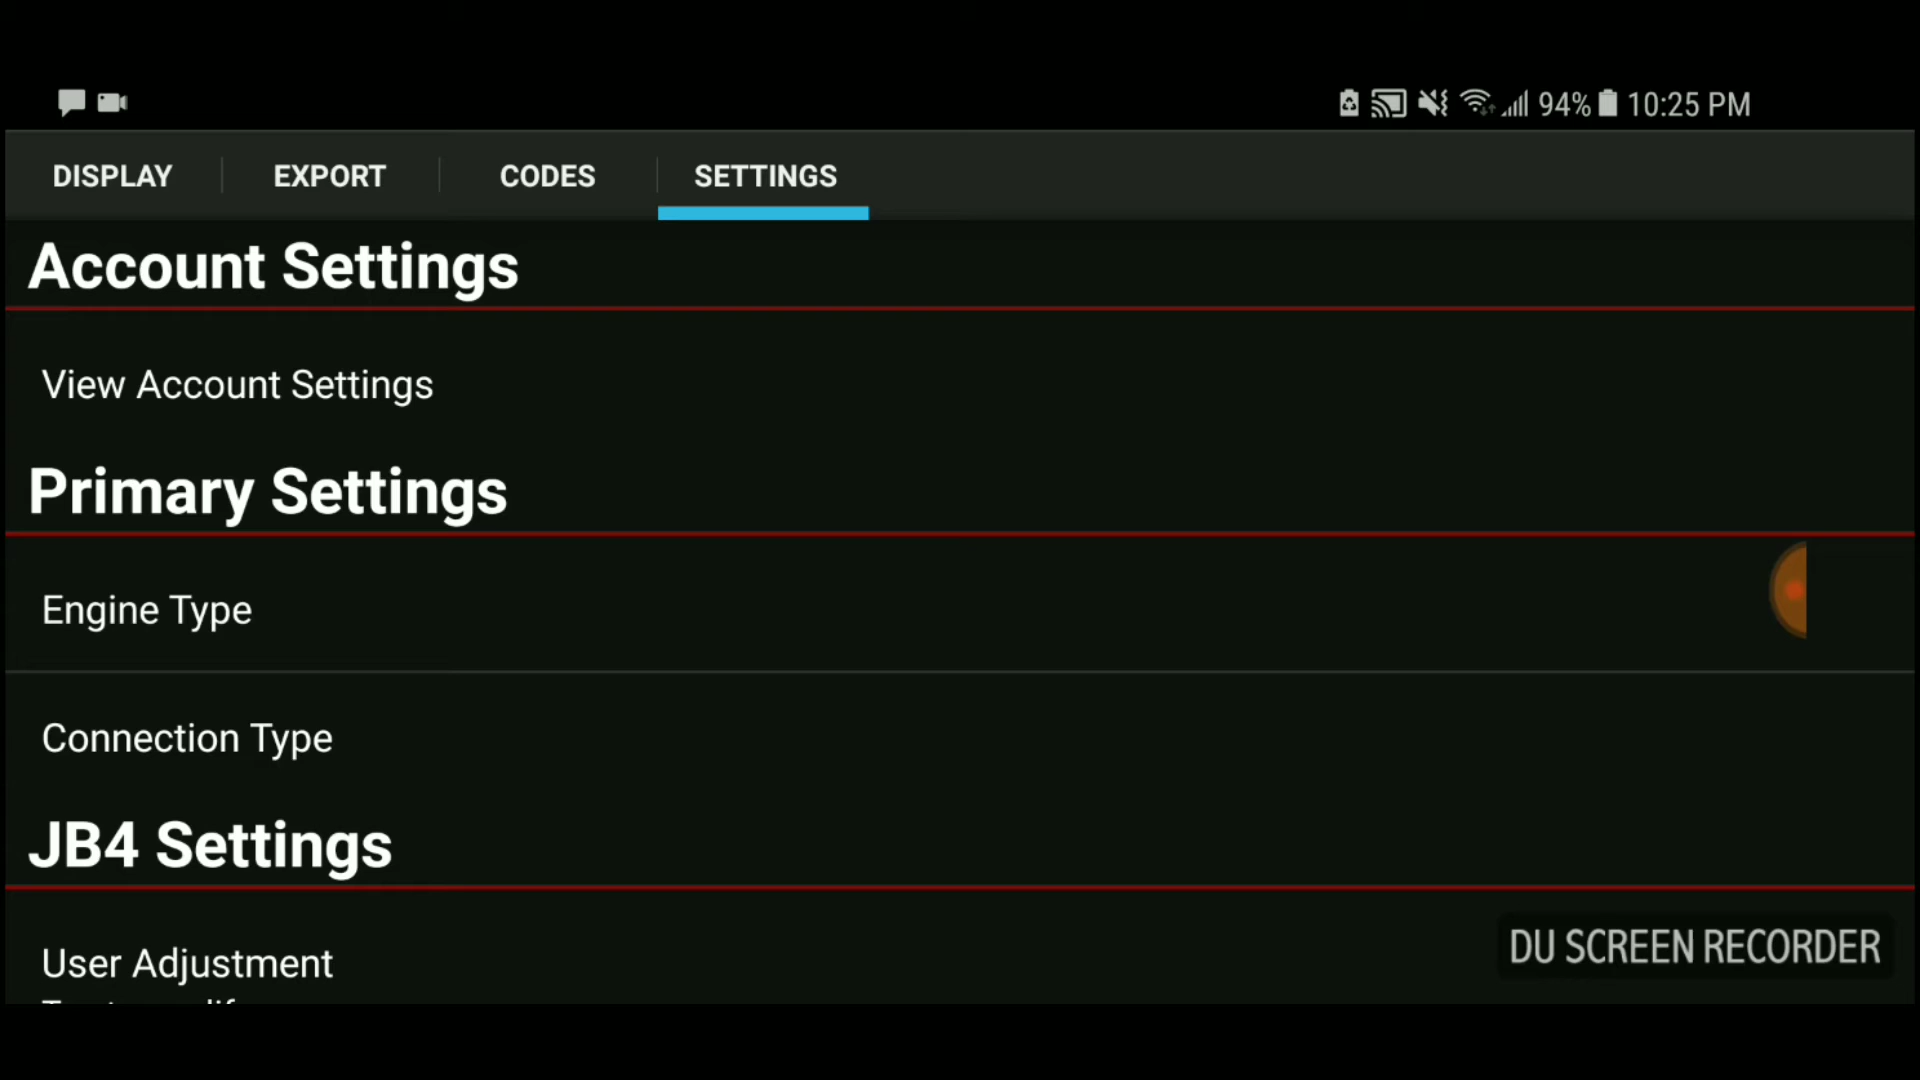 94% 10:25 PM
DISPLAY EXPORT CODES SETTINGS
Account Settings
View Account Settings
Primary Settings
Engine Type
Connection Type
JB4 Settings
User Adjustment
DU SCREEN RECORDER